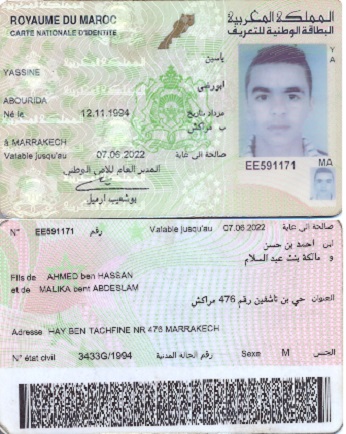 ROYAUME DU MAROC
المملكة المغربية
CARTE NATIONALE D'IDENTITE
البطاقة الوطنية للتعريف
ياسين
YASSINE
ABOURIDA
Né le 12.11.1994 مزداد بتاريخ
ب مراكش
à MARRAKECH
Valable jusqu'au 07.06.2022 صالحة الى غاية
EE591171 MA
المدير العام للأمن الوطني
بوشعيب ارميل
N° EE591171 رقم Valable jusqu'au 07.06.2022 صالحة الى غاية
ابن احمد بن حسن
و مالكة بنت عبد السلام
Fils de AHMED ben HASSAN
et de MALIKA bent ABDESLAM
العنوان حي بن تاشفين رقم 476 مراكش
Adresse HAY BEN TACHFINE NR 476 MARRAKECH
N° état civil 3433G/1994 رقم الحالة المدنية Sexe M الجنس